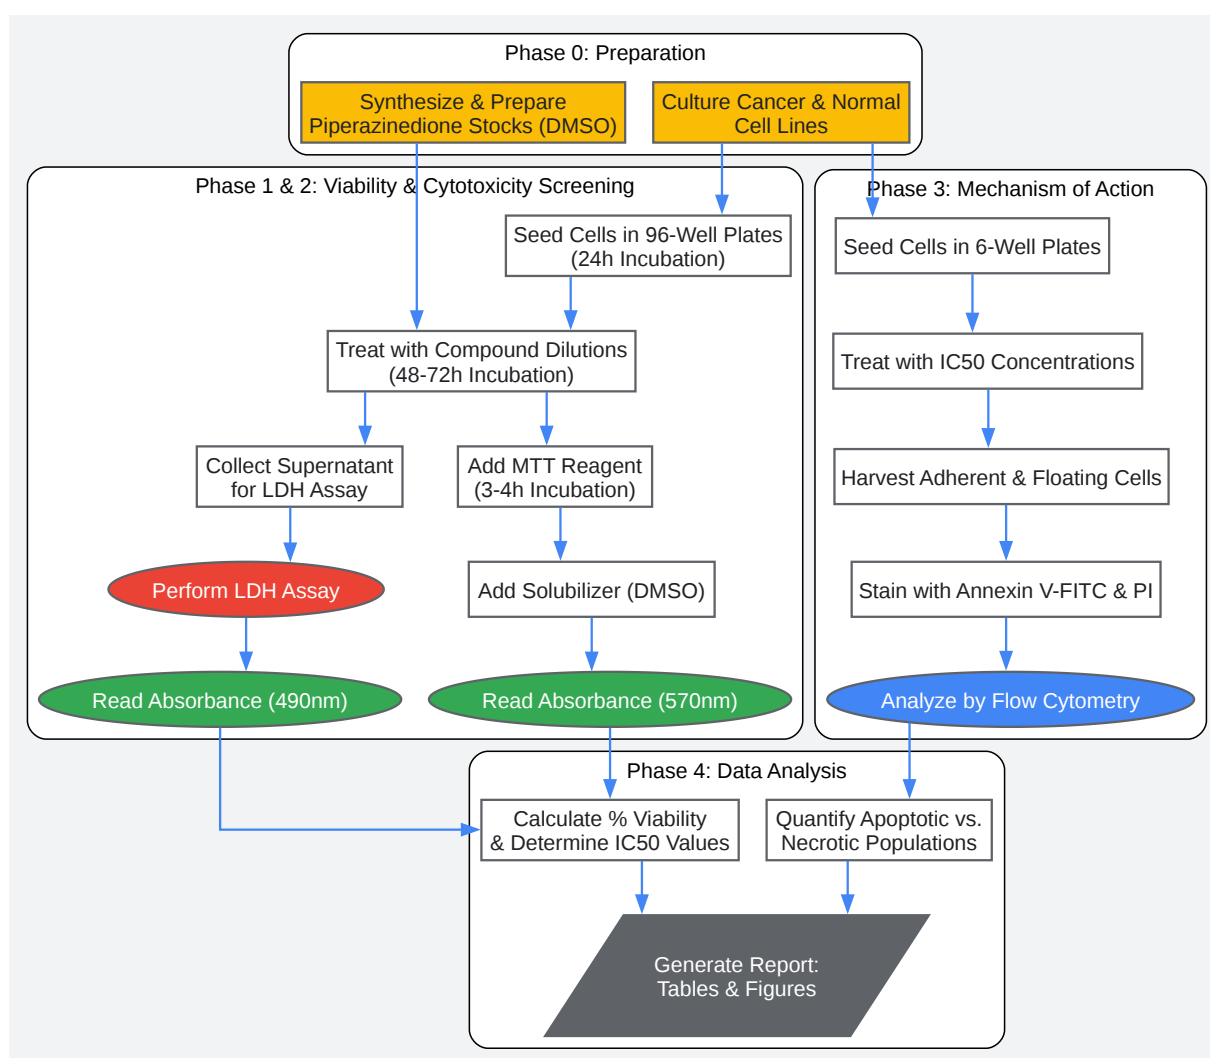 Phase 0: Preparation
Synthesize & Prepare
Piperazinedione Stocks (DMSO)
Culture Cancer & Normal
Cell Lines
Phase 1 & 2: Viability & Cytotoxicity Screening
Seed Cells in 96-Well Plates
(24h Incubation)
Treat with Compound Dilutions
(48-72h Incubation)
Collect Supernatant
for LDH Assay
Add MTT Reagent
(3-4h Incubation)
Perform LDH Assay
Add Solubilizer (DMSO)
Read Absorbance (490nm)
Read Absorbance (570nm)
Phase 3: Mechanism of Action
Seed Cells in 6-Well Plates
Treat with IC50 Concentrations
Harvest Adherent & Floating Cells
Stain with Annexin V-FITC & PI
Analyze by Flow Cytometry
Phase 4: Data Analysis
Calculate % Viability
& Determine IC50 Values
Quantify Apoptotic vs.
Necrotic Populations
Generate Report:
Tables & Figures